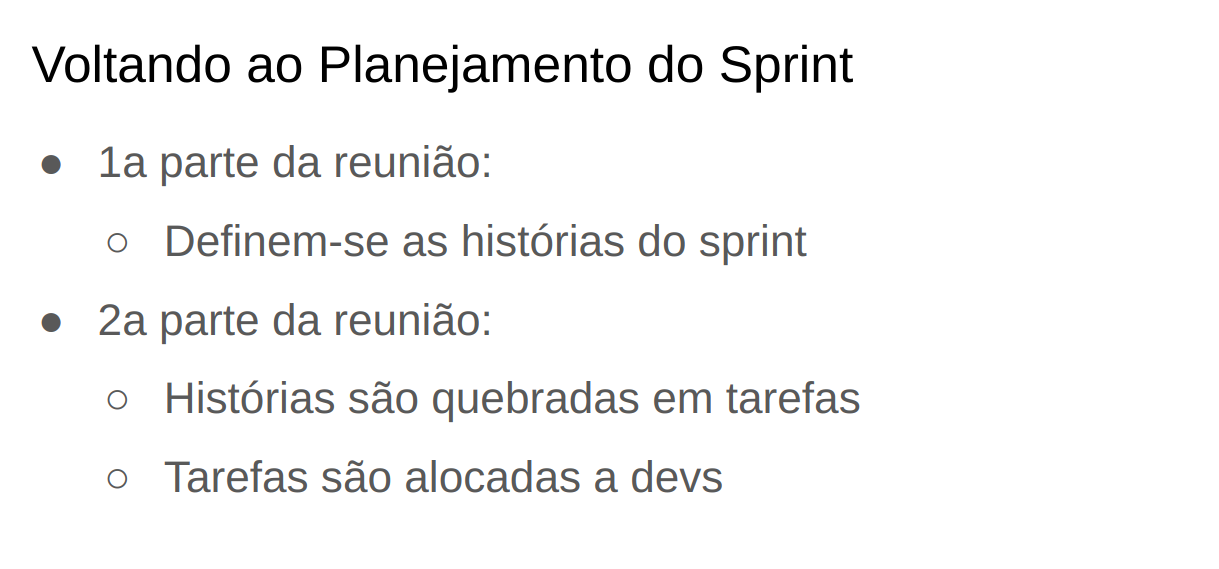 Voltando ao Planejamento do Sprint
● 1a parte da reunião:
○ Definem-se as histórias do sprint
● 2a parte da reunião:
○ Histórias são quebradas em tarefas
○ Tarefas são alocadas a devs